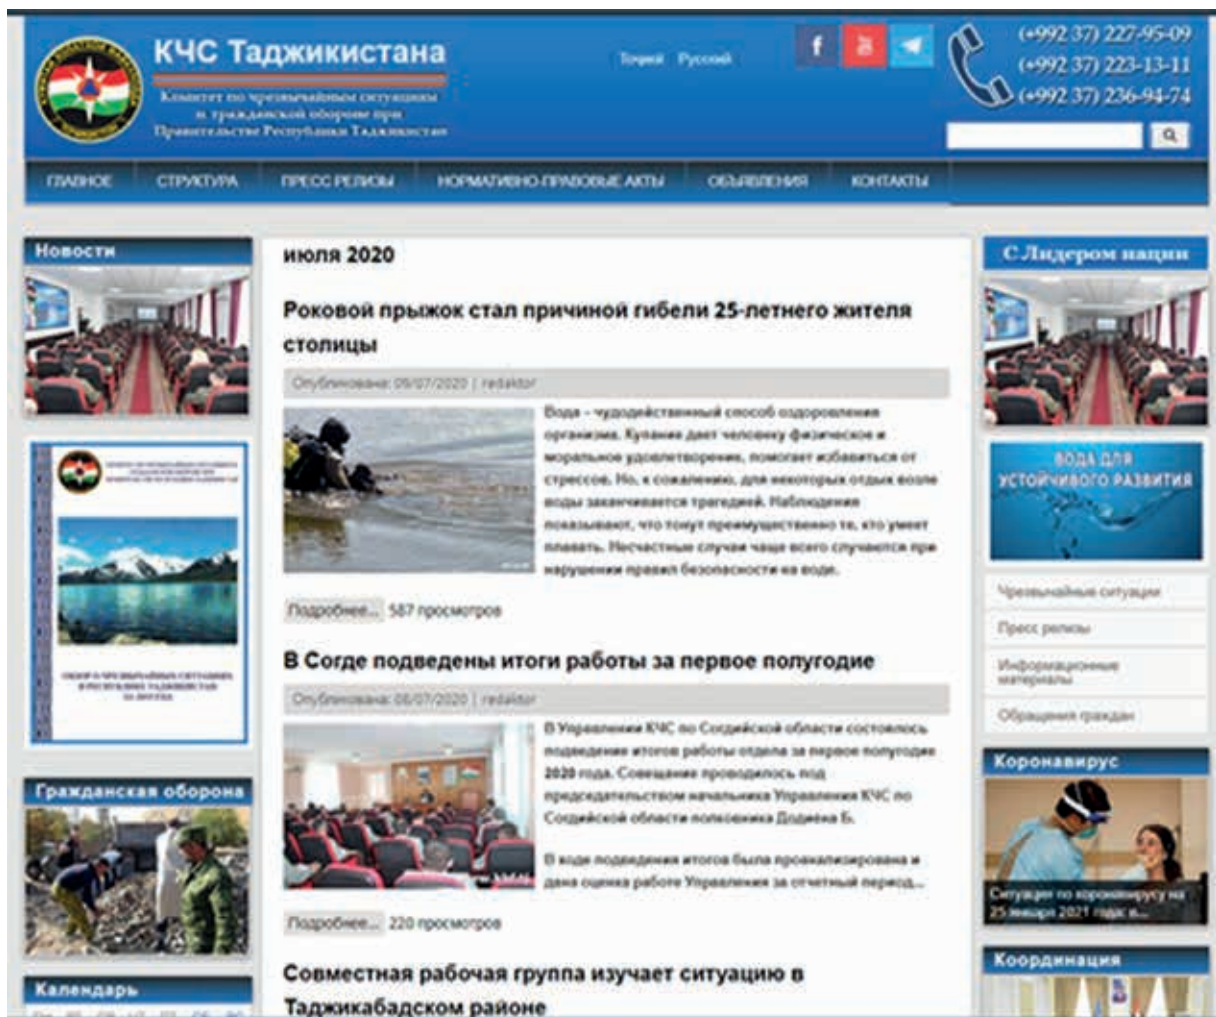 КЧС Таджикистана
Комитет по чрезвычайным ситуациям
и гражданской обороне при
Правительстве Республики Таджикистан
Тоҷикӣ Русский
f
(+992 37) 227-95-09
(+992 37) 223-13-11
(+992 37) 236-94-74
ГЛАВНОЕ СТРУКТУРА ПРЕСС РЕЛИЗЫ НОРМАТИВНО-ПРАВОВЫЕ АКТЫ ОБЪЯВЛЕНИЯ КОНТАКТЫ
Новости
ОБЗОР О ЧРЕЗВЫЧАЙНЫХ СИТУАЦИЯХ
В РЕСПУБЛИКЕ ТАДЖИКИСТАН
Гражданская оборона
Календарь
июля 2020
Роковой прыжок стал причиной гибели 25-летнего жителя
столицы
Опубликована: 09/07/2020 | redaktor
Вода – чудодейственный способ оздоровления
организма. Купание дает человеку физическое и
моральное удовлетворение, помогает избавиться от
стрессов. Но, к сожалению, для некоторых отдых возле
воды заканчивается трагедией. Наблюдения
показывают, что тонут преимущественно те, кто умеет
плавать. Несчастные случаи чаще всего случаются при
нарушении правил безопасности на воде.
Подробнее... 587 просмотров
В Согде подведены итоги работы за первое полугодие
Опубликована: 08/07/2020 | redaktor
В Управлении КЧС по Согдийской области состоялось
подведение итогов работы отдела за первое полугодие
2020 года. Совещание проводилось под
председательством начальника Управления КЧС по
Согдийской области полковника Додиёна Б.
В ходе подведения итогов была проанализирована и
дана оценка работе Управления за отчетный период...
Подробнее... 220 просмотров
Совместная рабочая группа изучает ситуацию в
Таджикабадском районе
С Лидером нации
ВОДА ДЛЯ
УСТОЙЧИВОГО РАЗВИТИЯ
Чрезвычайные ситуации
Пресс релизы
Информационные
материалы
Обращения граждан
Коронавирус
Ситуация по коронавирусу на
25 января 2021 года: в...
Координация